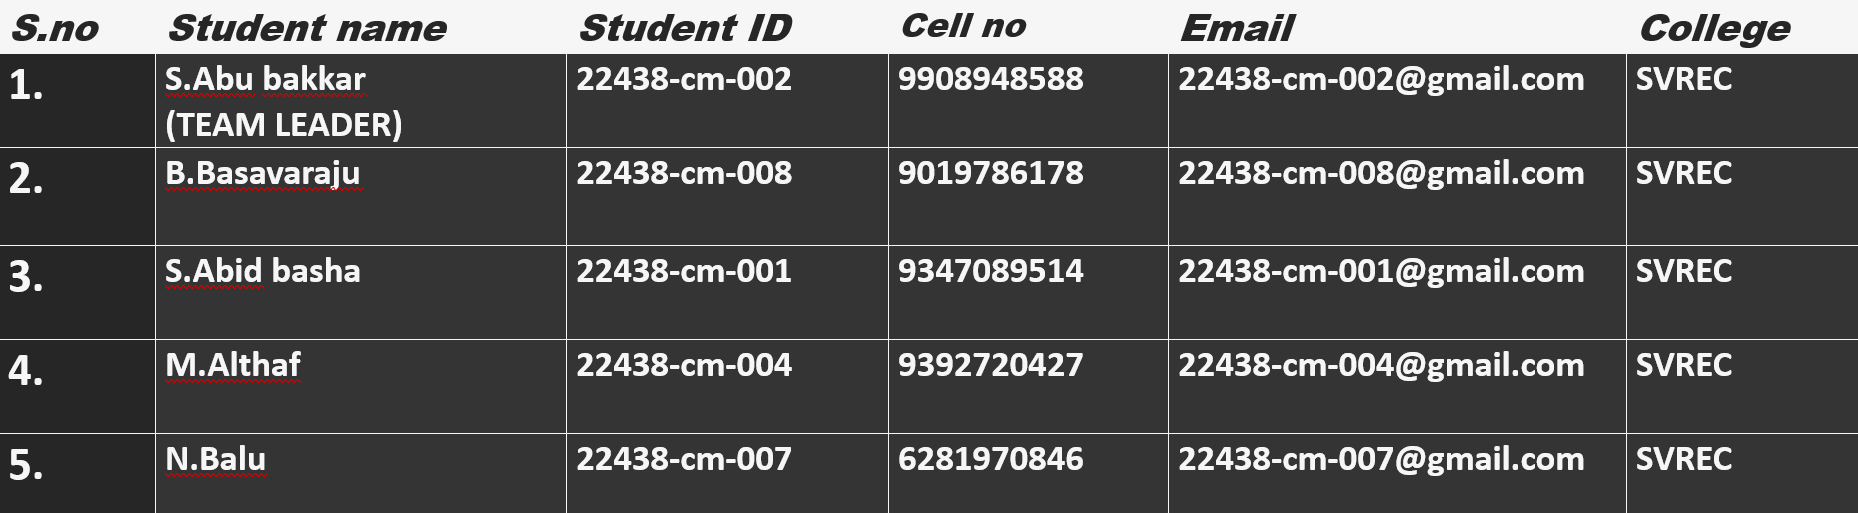 S.no Student name Student ID Cell no Email College
1. S.Abu bakkar 22438-cm-002 9908948588 22438-cm-002@gmail.com SVREC
(TEAM LEADER)
2. B.Basavaraju 22438-cm-008 9019786178 22438-cm-008@gmail.com SVREC
3. S.Abid basha 22438-cm-001 9347089514 22438-cm-001@gmail.com SVREC
4. M.Althaf 22438-cm-004 9392720427 22438-cm-004@gmail.com SVREC
5. N.Balu 22438-cm-007 6281970846 22438-cm-007@gmail.com SVREC